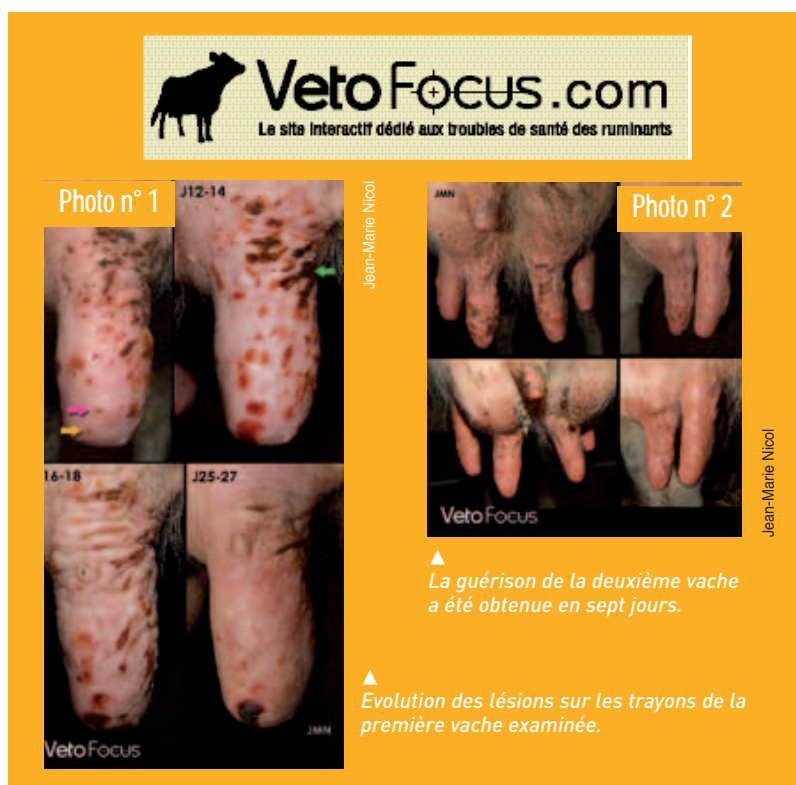 VetoFocus.com
Le site interactif dédié aux troubles de santé des ruminants
Photo n° 1
J12-14
Jean-Marie Nicol
JMN
Photo n° 2
16-18
J25-27
VetoFocus
JMN
VetoFocus
Jean-Marie Nicol
▲
La guérison de la deuxième vache
a été obtenue en sept jours.
▲
Evolution des lésions sur les trayons de la
première vache examinée.